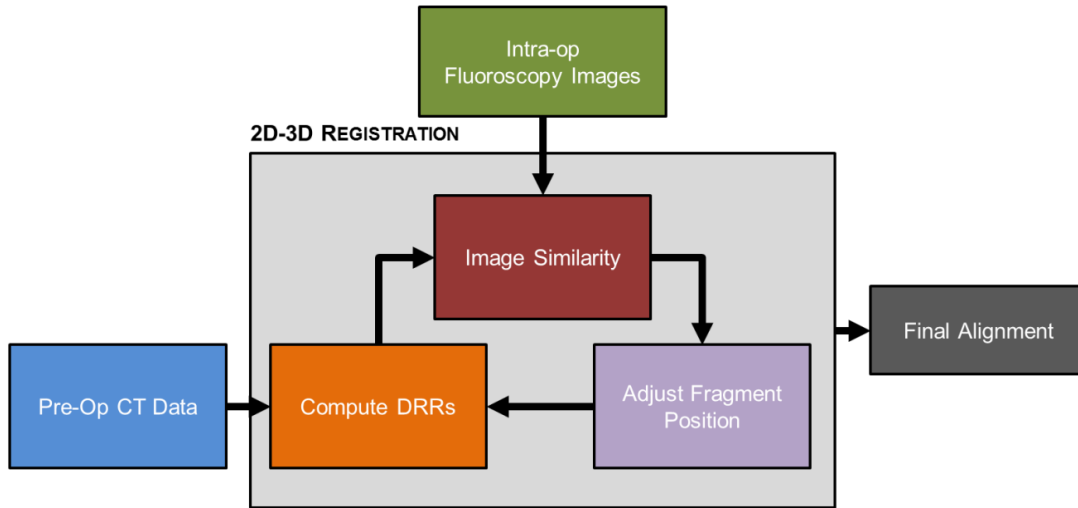 Intra-op
Fluoroscopy Images
2D-3D REGISTRATION
Image Similarity
Final Alignment
Pre-Op CT Data
Compute DRRs
Adjust Fragment
Position